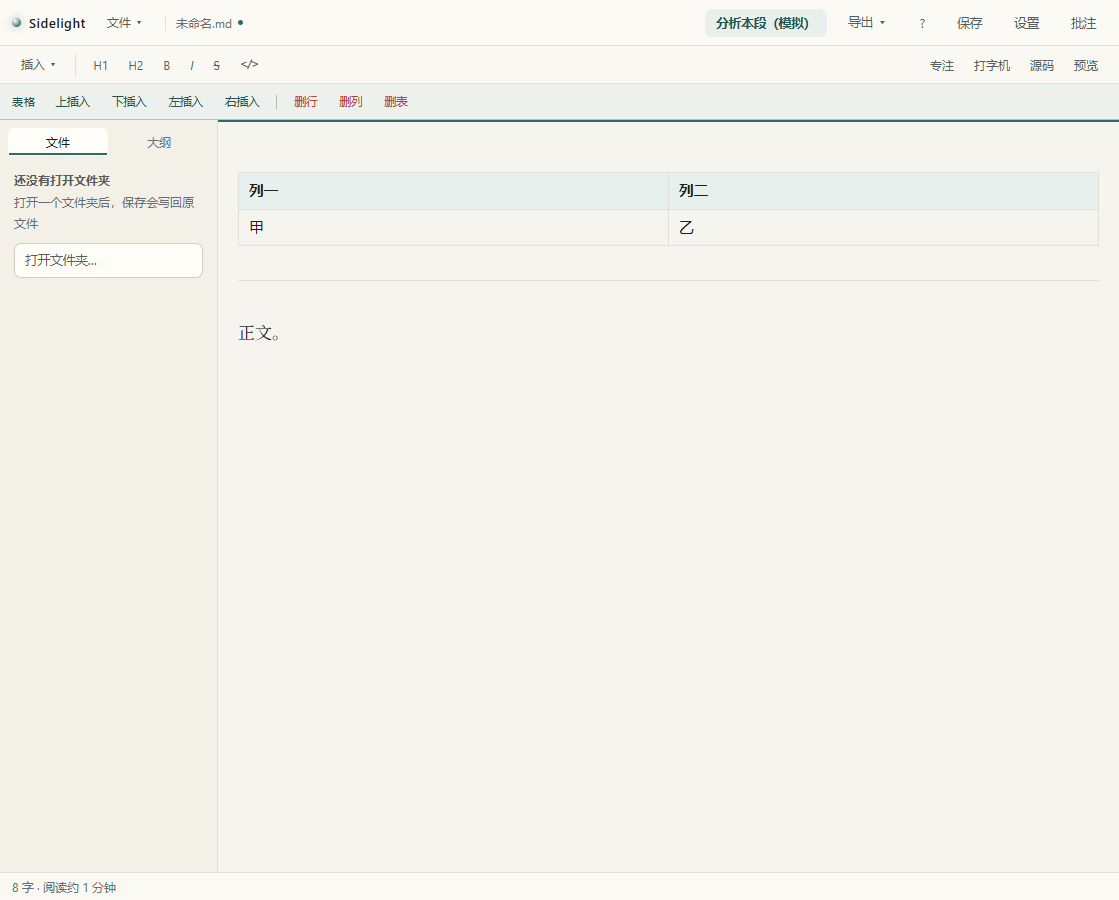 Sidelight 文件 ▾ 未命名.md ● 分析本段（模拟） 导出 ▾ ? 保存 设置 批注
插入 ▾ H1 H2 B I S </> 专注 打字机 源码 预览
表格 上插入 下插入 左插入 右插入 删行 删列 删表
文件 大纲
还没有打开文件夹
打开一个文件夹后，保存会写回原
文件
打开文件夹...
列一 列二
甲 乙
正文。
8 字 · 阅读约 1 分钟